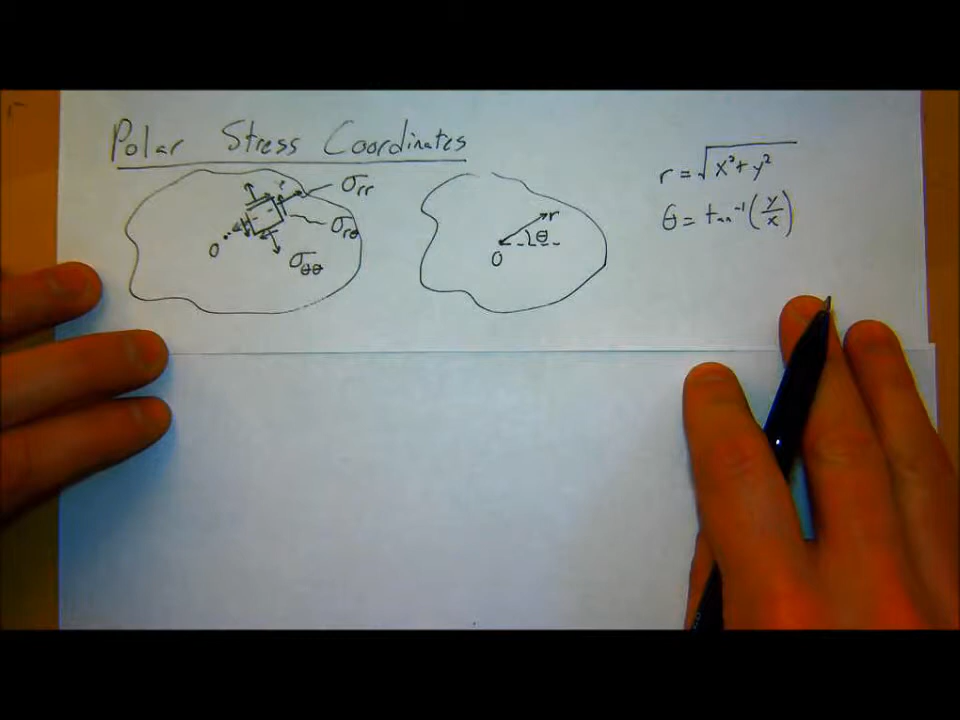 Polar Stress Coordinates
r
σrr
σrθ
σθθ
O
r
θ
O
r = √x² + y²
θ = tan⁻¹(y/x)